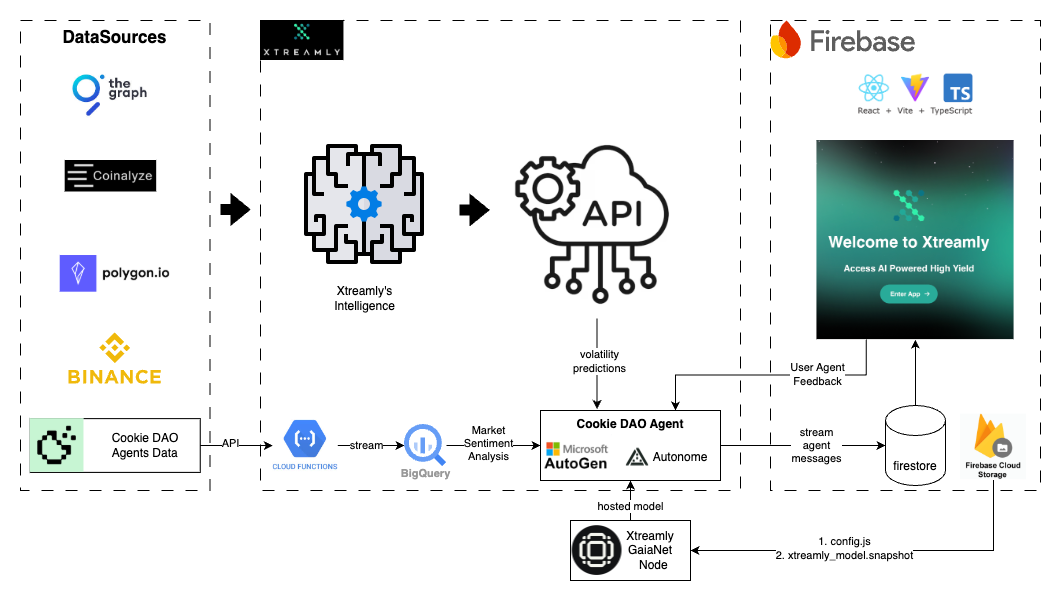 DataSources
the
graph
Coinalyze
polygon.io
BINANCE
Cookie DAO
Agents Data
API
XTREAMLY
Xtreamly's
Intelligence
API
volatility
predictions
CLOUD FUNCTIONS
stream
BigQuery
Market
Sentiment
Analysis
Cookie DAO Agent
Microsoft
AutoGen
Autonome
hosted model
Xtreamly
GaiaNet
Node
Firebase
TS
React + Vite + TypeScript
Welcome to Xtreamly
Access AI Powered High Yield
Enter App →
User Agent
Feedback
stream
agent
messages
firestore
Firebase Cloud
Storage
1. config.js
2. xtreamly_model.snapshot